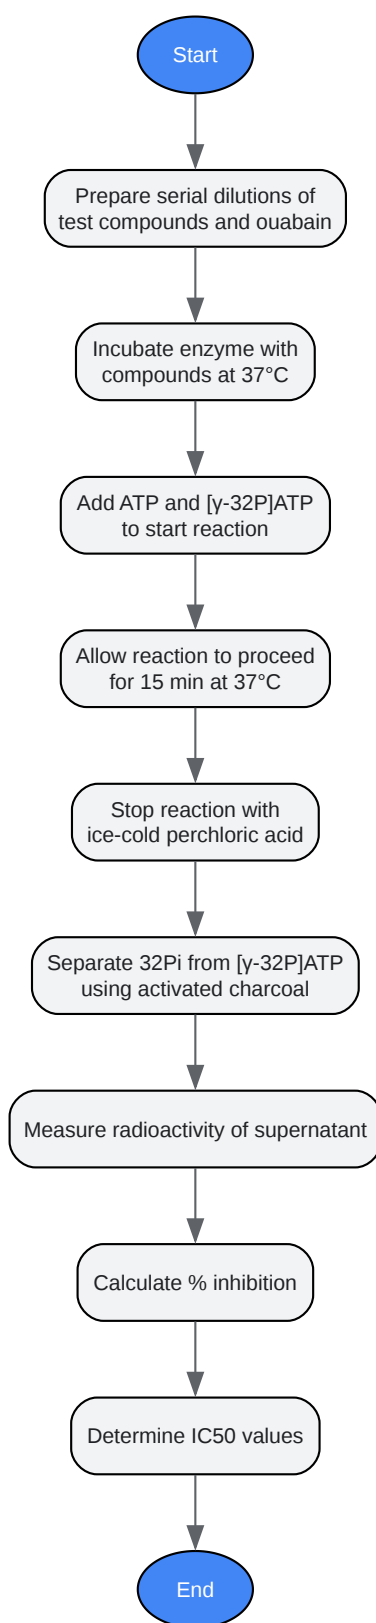 Start
Prepare serial dilutions of
test compounds and ouabain
Incubate enzyme with
compounds at 37°C
Add ATP and [γ-32P]ATP
to start reaction
Allow reaction to proceed
for 15 min at 37°C
Stop reaction with
ice-cold perchloric acid
Separate 32Pi from [γ-32P]ATP
using activated charcoal
Measure radioactivity of supernatant
Calculate % inhibition
Determine IC50 values
End